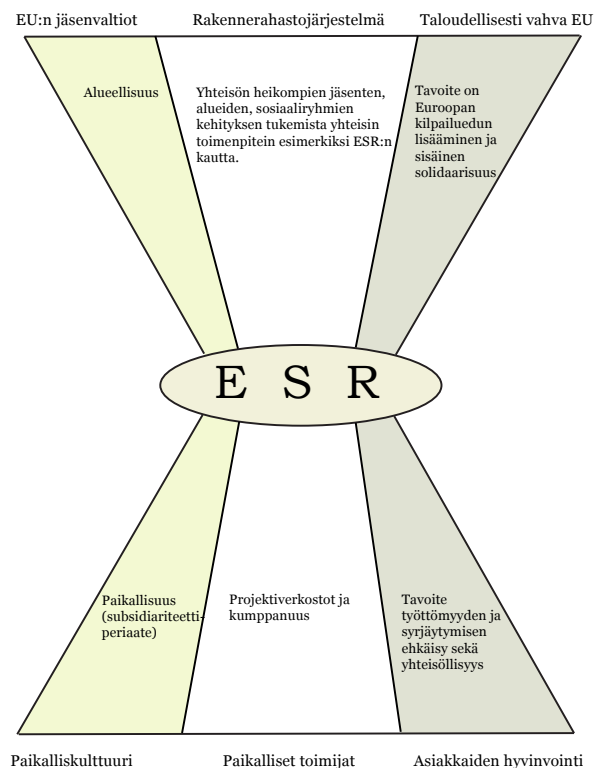 EU:n jäsenvaltiot
Rakennerahastojärjestelmä
Taloudellisesti vahva EU
Alueellisuus
Yhteisön heikompien jäsenten,
alueiden, sosiaaliryhmien
kehityksen tukemista yhteisin
toimenpitein esimerkiksi ESR:n
kautta.
Tavoite on
Euroopan
kilpailuedun
lisääminen ja
sisäinen
solidaarisuus
E S R
Paikallisuus
(subsidiariteetti-
periaate)
Projektiverkostot ja
kumppanuus
Tavoite
työttömyyden ja
syrjäytymisen
ehkäisy sekä
yhteisöllisyys
Paikalliskulttuuri
Paikalliset toimijat
Asiakkaiden hyvinvointi